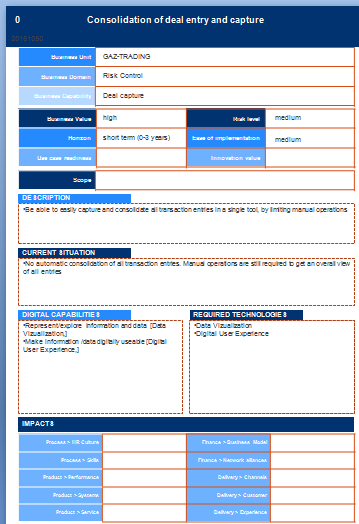 0
Consolidation of deal entry and capture
20161080
Business Unit GAZ-TRADING
Business Domain Risk Control
Business Capability Deal capture
Business Value high Risk level medium
Horizon short term (0-3 years) Ease of implementation medium
Use case readiness Innovation value
Scope
DESCRIPTION
•Be able to easily capture and consolidate all transaction entries in a single tool, by limiting manual operations
CURRENT SITUATION
•No automatic consolidation of all transaction entries. Manual operations are still required to get an overall view
of all entries
DIGITAL CAPABILITIES
•Represent/explore information and data [Data
Vizualization,]
•Make information /data digitally useable [Digital
User Experience,]
REQUIRED TECHNOLOGIES
•Data Vizualization
•Digital User Experience
IMPACTS
Process > HR Culture Finance > Business Model
Process > Skills Finance > Network alliances
Product > Performance Delivery > Channels
Product > Systems Delivery > Customer
Product > Service Delivery > Experience